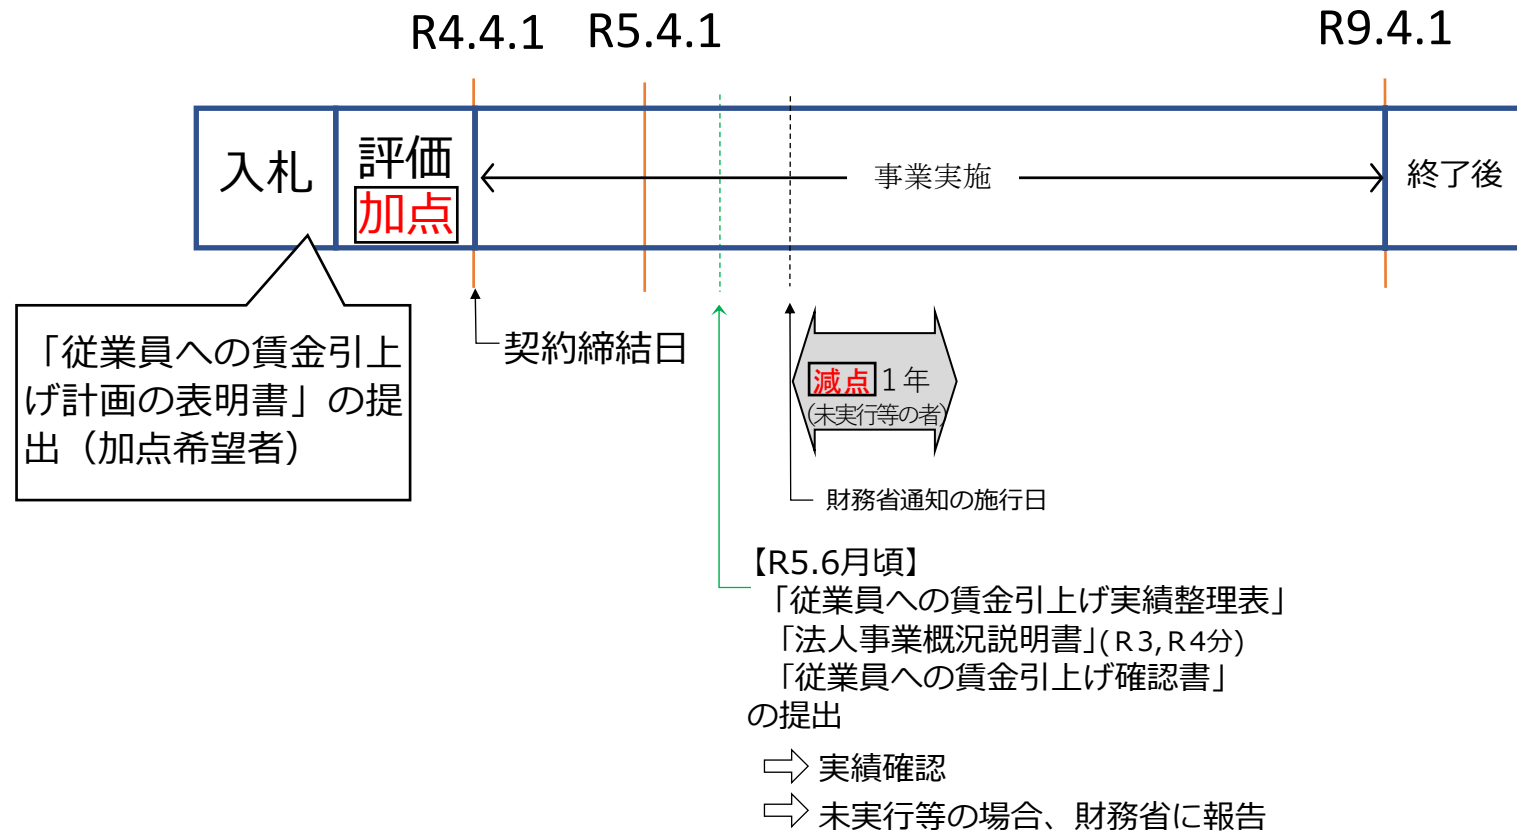 R4.4.1 R5.4.1 R9.4.1
入札
評価
加点
事業実施
終了後
「従業員への賃金引上
げ計画の表明書」の提
出（加点希望者）
契約締結日
減点１年
(未実行等の者)
財務省通知の施行日
【R5.6月頃】
「従業員への賃金引上げ実績整理表」
「法人事業概況説明書」(Ｒ３,Ｒ４分)
「従業員への賃金引上げ確認書」
の提出
⇨ 実績確認
⇨ 未実行等の場合、財務省に報告